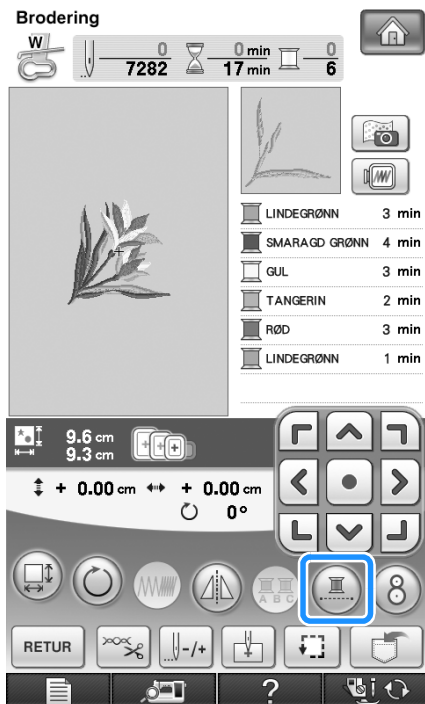 Brodering
W
0 0 min 0
7282 17 min 6
LINDEGRØNN 3 min
SMARAGD GRØNN 4 min
GUL 3 min
TANGERIN 2 min
RØD 3 min
LINDEGRØNN 1 min
9.6 cm
9.3 cm
+ 0.00 cm + 0.00 cm
0°
A B C
8
RETUR -/+
? i